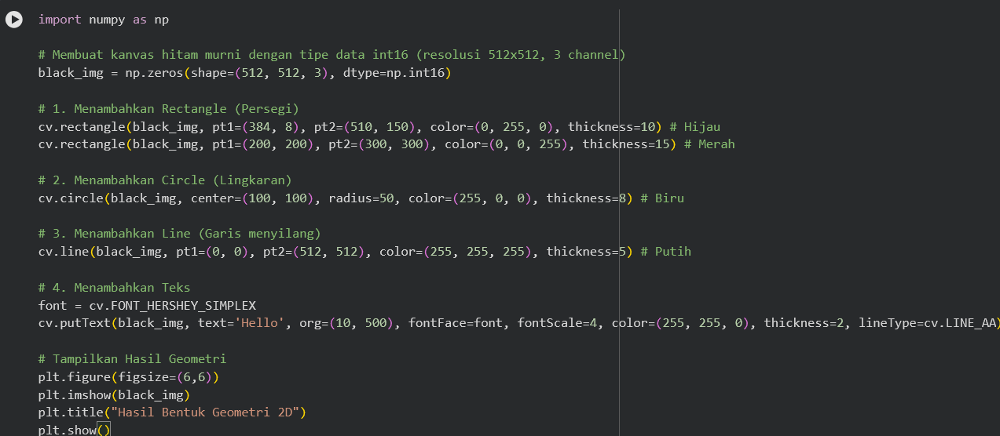 import numpy as np
# Membuat kanvas hitam murni dengan tipe data int16 (resolusi 512x512, 3 channel)
black_img = np.zeros(shape=(512, 512, 3), dtype=np.int16)
# 1. Menambahkan Rectangle (Persegi)
cv.rectangle(black_img, pt1=(384, 8), pt2=(510, 150), color=(0, 255, 0), thickness=10) # Hijau
cv.rectangle(black_img, pt1=(200, 200), pt2=(300, 300), color=(0, 0, 255), thickness=15) # Merah
# 2. Menambahkan Circle (Lingkaran)
cv.circle(black_img, center=(100, 100), radius=50, color=(255, 0, 0), thickness=8) # Biru
# 3. Menambahkan Line (Garis menyilang)
cv.line(black_img, pt1=(0, 0), pt2=(512, 512), color=(255, 255, 255), thickness=5) # Putih
# 4. Menambahkan Teks
font = cv.FONT_HERSHEY_SIMPLEX
cv.putText(black_img, text='Hello', org=(10, 500), fontFace=font, fontScale=4, color=(255, 255, 0), thickness=2, lineType=cv.LINE_AA)
# Tampilkan Hasil Geometri
plt.figure(figsize=(6,6))
plt.imshow(black_img)
plt.title("Hasil Bentuk Geometri 2D")
plt.show()